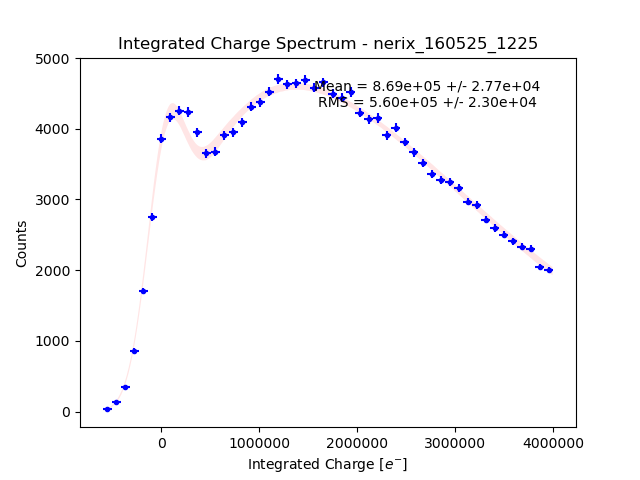 Integrated Charge Spectrum - nerix_160525_1225
5000
Mean = 8.69e+05 +/- 2.77e+04
RMS = 5.60e+05 +/- 2.30e+04
4000
3000
Counts
2000
1000
0
0 1000000 2000000 3000000 4000000
Integrated Charge [e⁻]